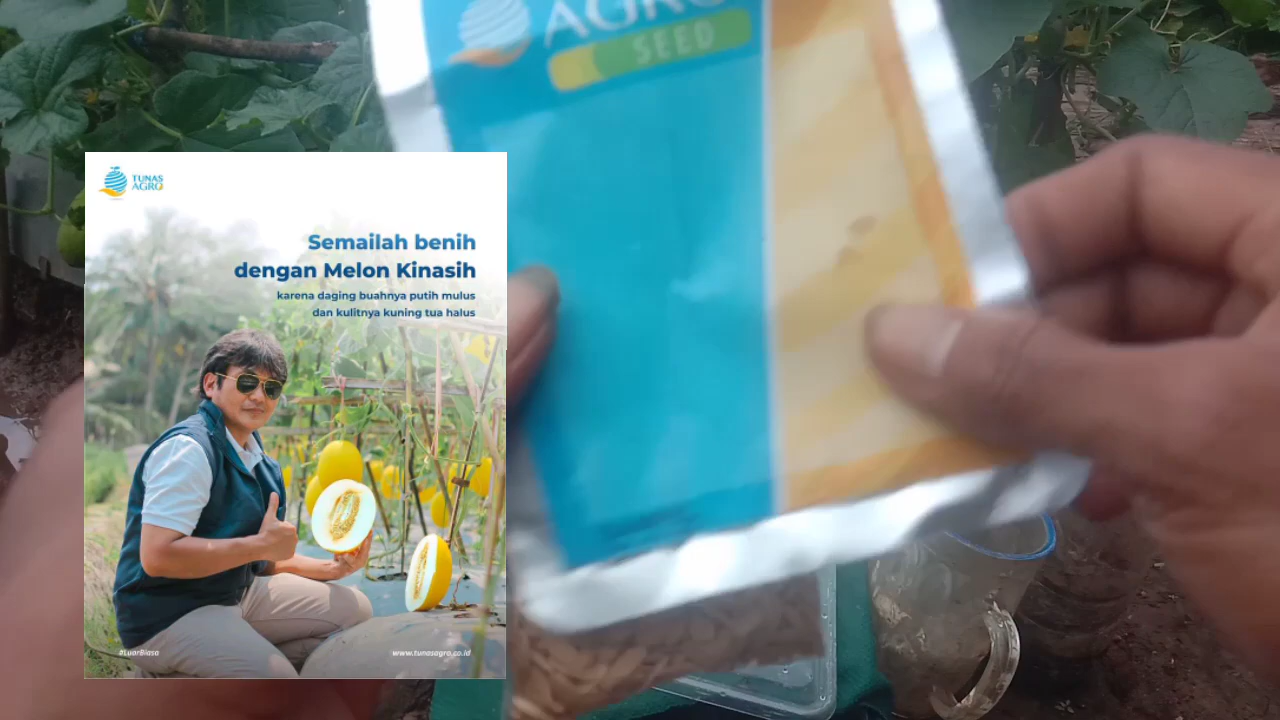 AGRO
SEED
TUNAS
AGRO
Semailah benih
dengan Melon Kinasih
karena daging buahnya putih mulus
dan kulitnya kuning tua halus
#LuarBiasa
www.tunasagro.co.id